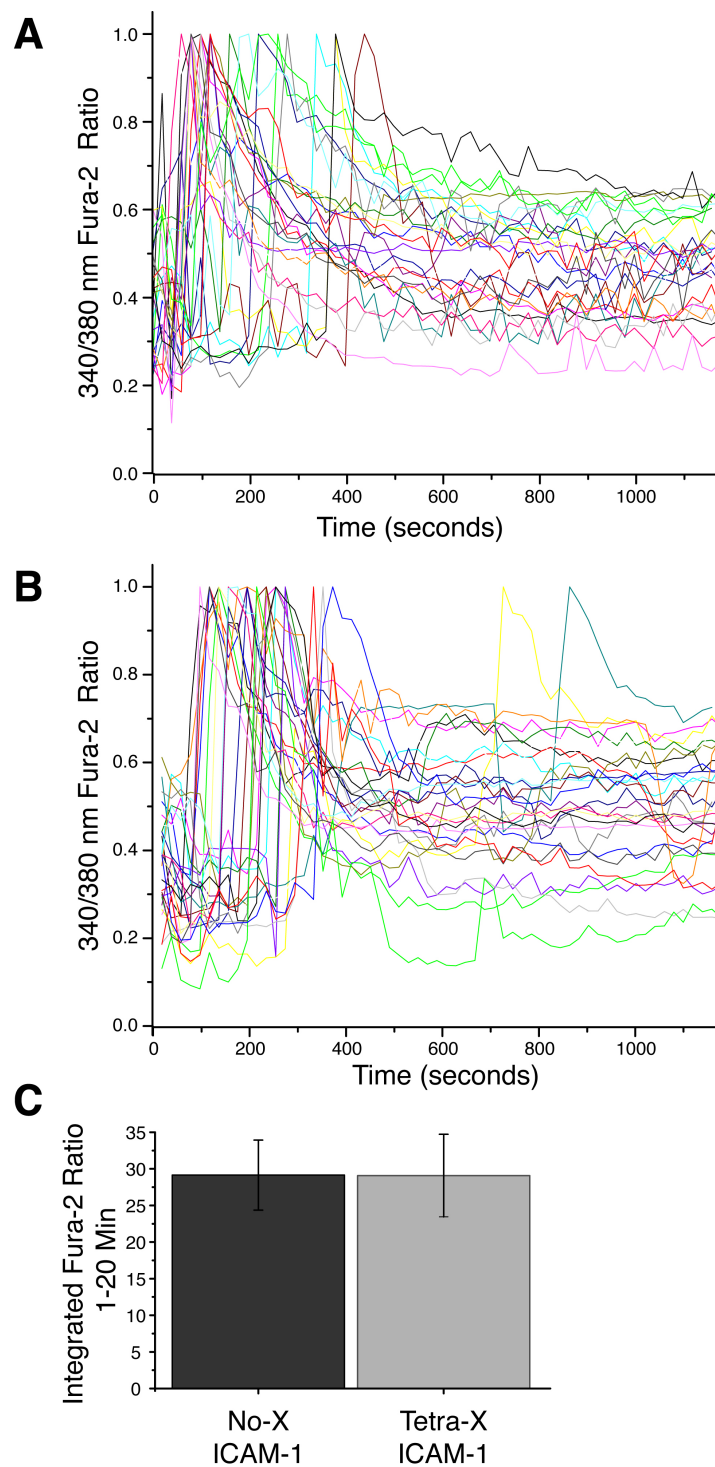 A
340/380 nm Fura-2 Ratio
1.0
0.8
0.6
0.4
0.2
0.0
0 200 400 600 800 1000
Time (seconds)
B
340/380 nm Fura-2 Ratio
1.0
0.8
0.6
0.4
0.2
0.0
0 200 400 600 800 1000
Time (seconds)
C
Integrated Fura-2 Ratio
1-20 Min
35
30
25
20
15
10
5
0
No-X Tetra-X
ICAM-1 ICAM-1